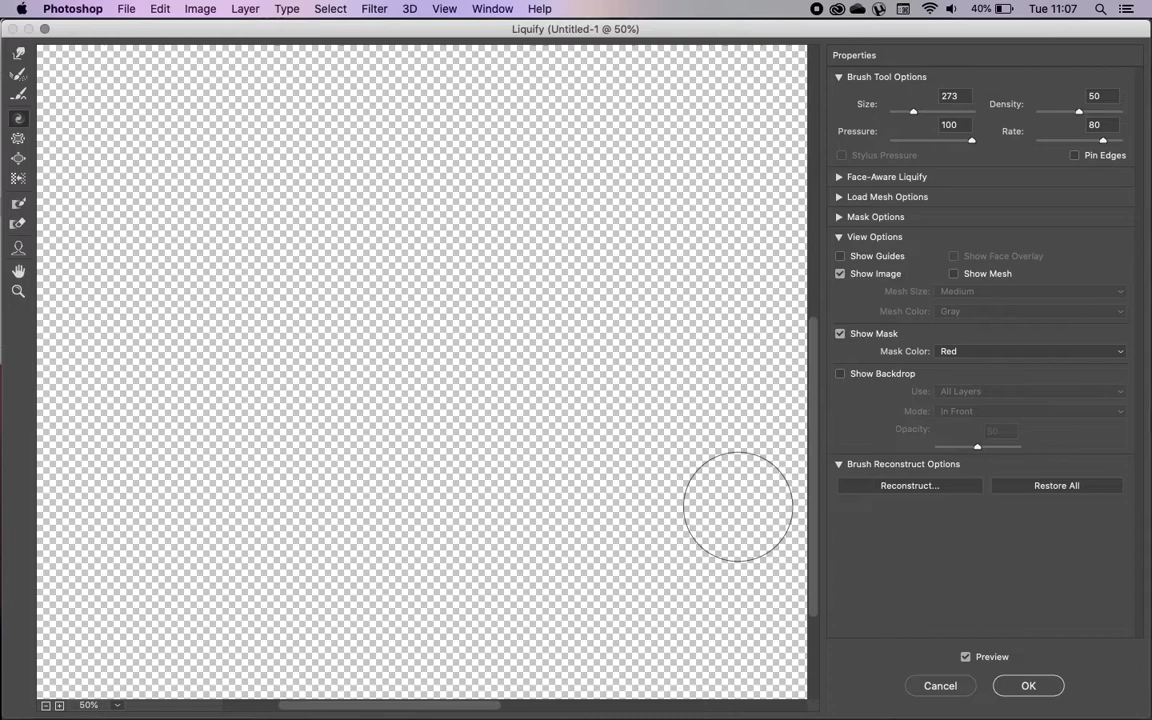 Photoshop File Edit Image Layer Type Select Filter 3D View Window Help 40% Tue 11:07
Liquify (Untitled-1 @ 50%)
Properties
Brush Tool Options
Size: 273 Density: 50
Pressure: 100 Rate: 80
Stylus Pressure Pin Edges
Face-Aware Liquify
Load Mesh Options
Mask Options
View Options
Show Guides Show Face Overlay
Show Image Show Mesh
Mesh Size: Medium
Mesh Color: Gray
Show Mask
Mask Color: Red
Show Backdrop
Use: All Layers
Mode: In Front
Opacity: 50
Brush Reconstruct Options
Reconstruct... Restore All
Preview
Cancel OK
50%